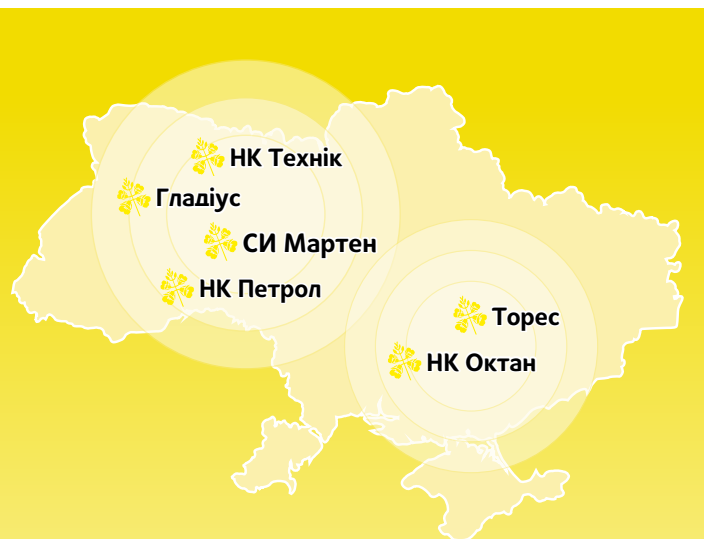 НК Технік
Гладіус
СИ Мартен
НК Петрол
Торес
НК Октан